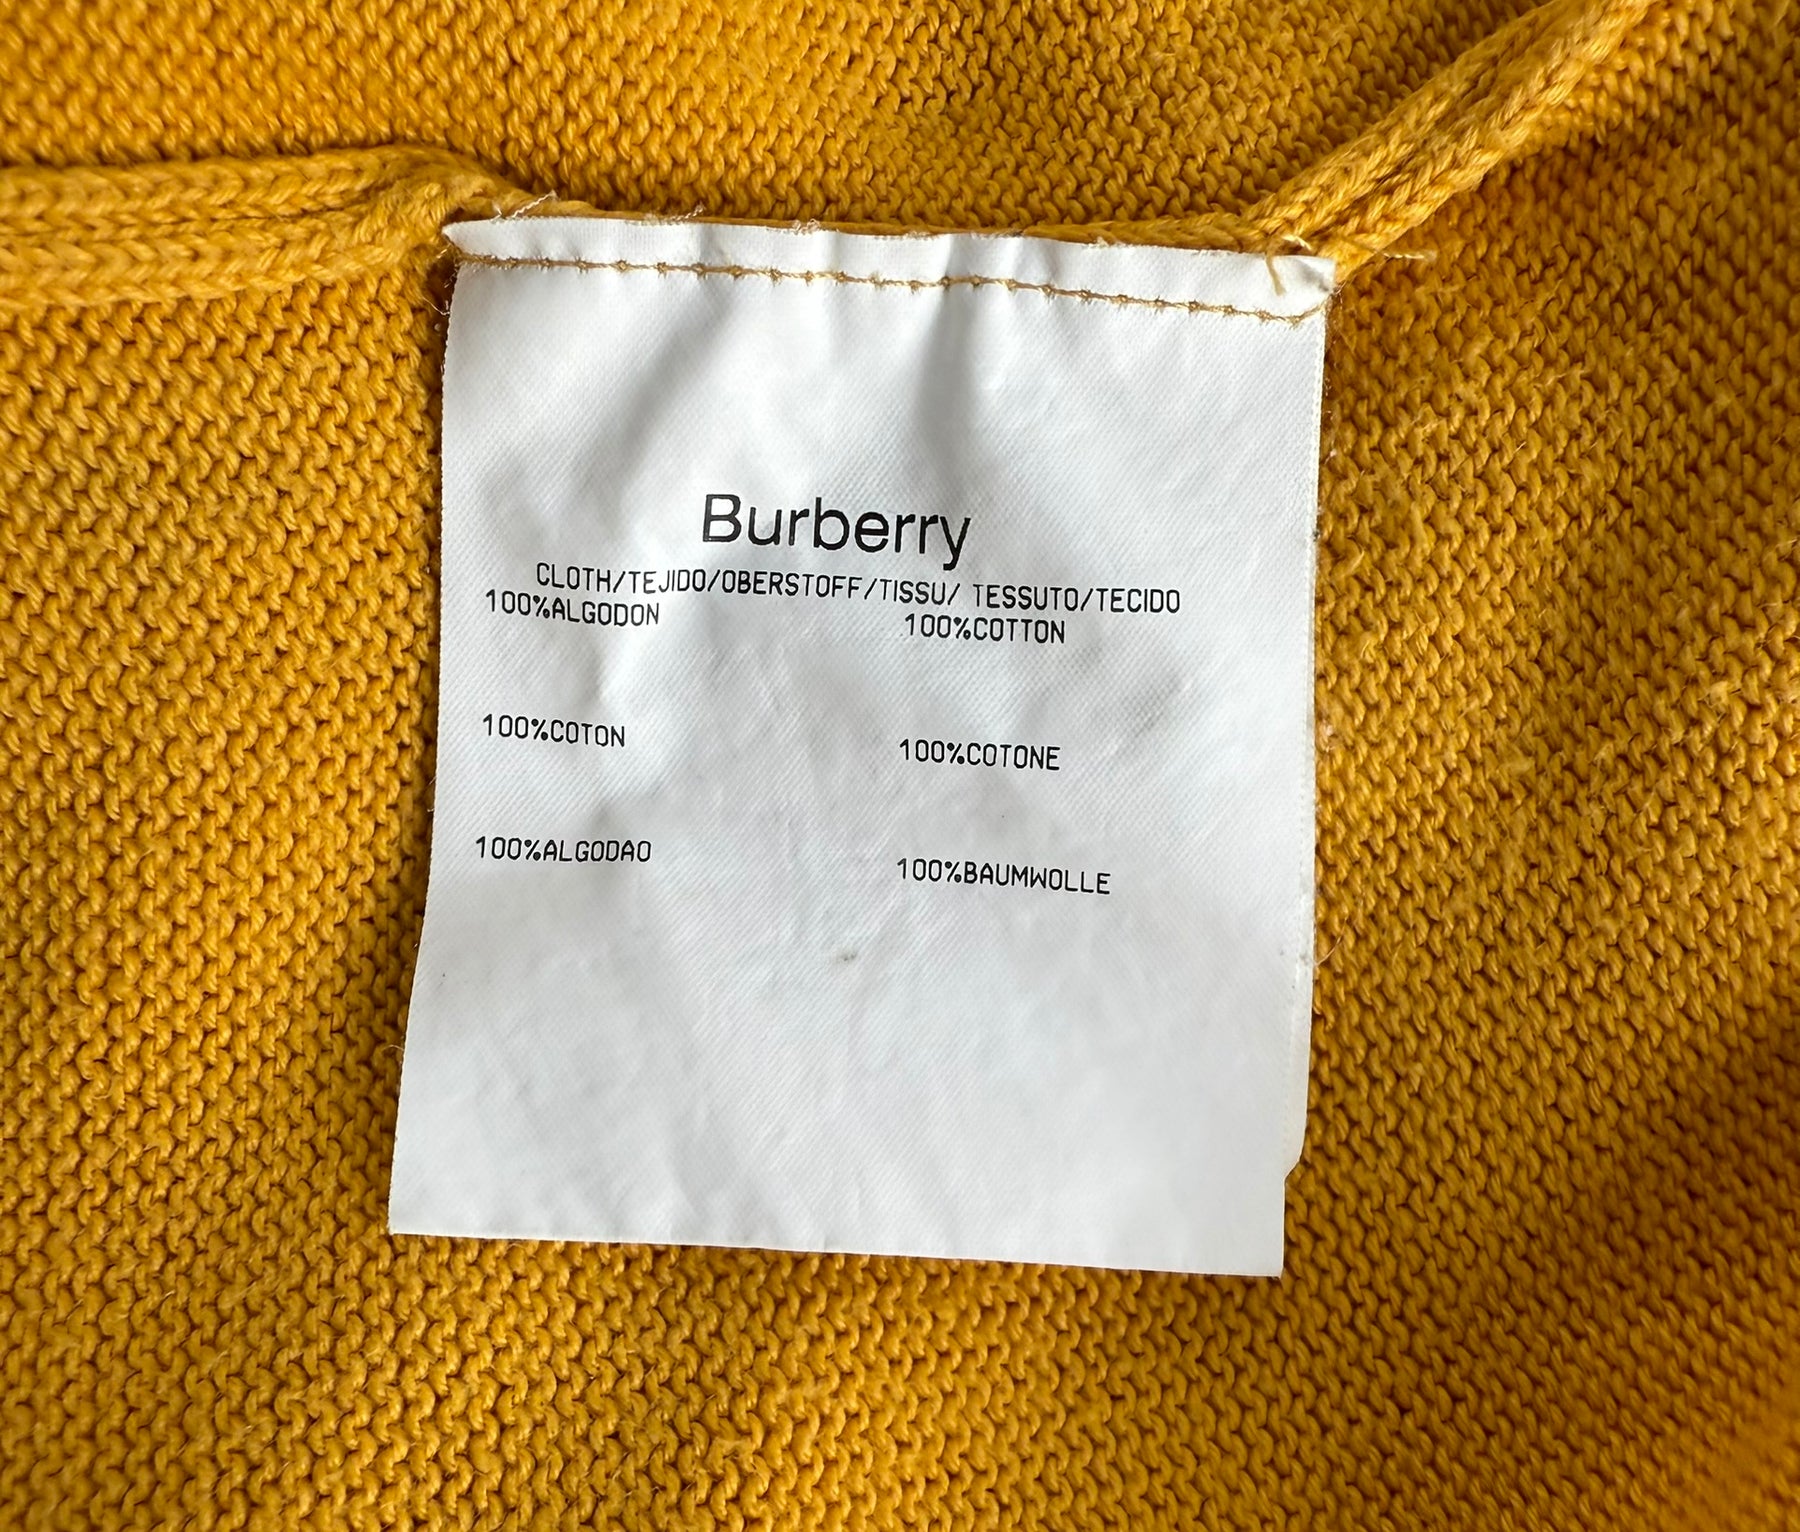 Burberry
CLOTH/TEJIDO/OBERSTOFF/TISSU/ TESSUTO/TECIDO
100%ALGODON 100%COTTON
100%COTON 100%COTONE
100%ALGODAO 100%BAUMWOLLE